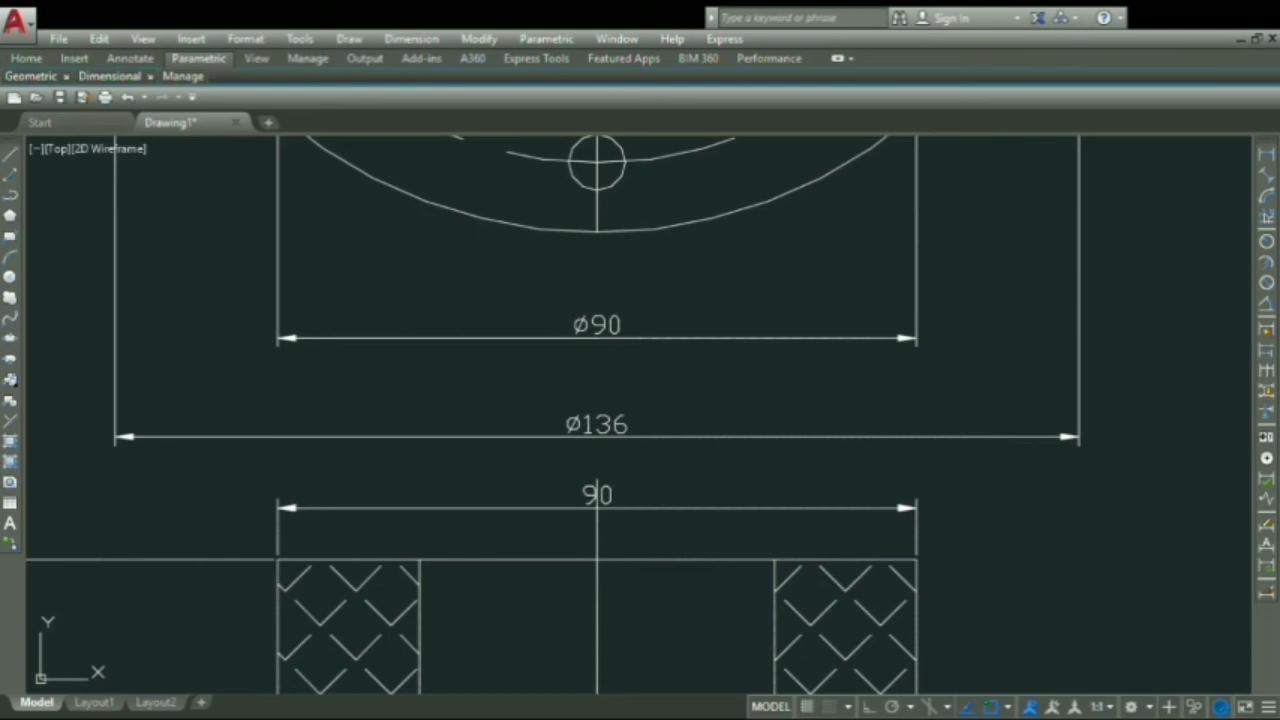 A
Type a keyword or phrase
Sign In
File Edit View Insert Format Tools Draw Dimension Modify Parametric Window Help Express
Home Insert Annotate Parametric View Manage Output Add-ins A360 Express Tools Featured Apps BIM 360 Performance
Geometric » Dimensional » Manage
Start Drawing1*
[−][Top][2D Wireframe]
ø90
ø136
90
Y
X
A
Model Layout1 Layout2 +
MODEL 1:1